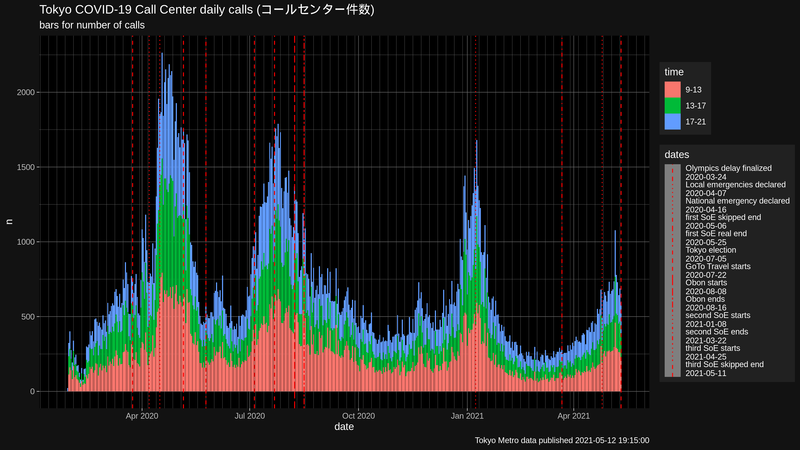 Tokyo COVID-19 Call Center daily calls (コールセンター件数)
bars for number of calls
n
2000
1500
1000
500
0
Apr 2020
Jul 2020
Oct 2020
Jan 2021
Apr 2021
date
time
9-13
13-17
17-21
dates
Olympics delay finalized
2020-03-24
Local emergencies declared
2020-04-07
National emergency declared
2020-04-16
first SoE skipped end
2020-05-06
first SoE real end
2020-05-25
Tokyo election
2020-07-05
GoTo Travel starts
2020-07-22
Obon starts
2020-08-08
Obon ends
2020-08-16
second SoE starts
2021-01-08
second SoE ends
2021-03-22
third SoE starts
2021-04-25
third SoE skipped end
2021-05-11
Tokyo Metro data published 2021-05-12 19:15:00